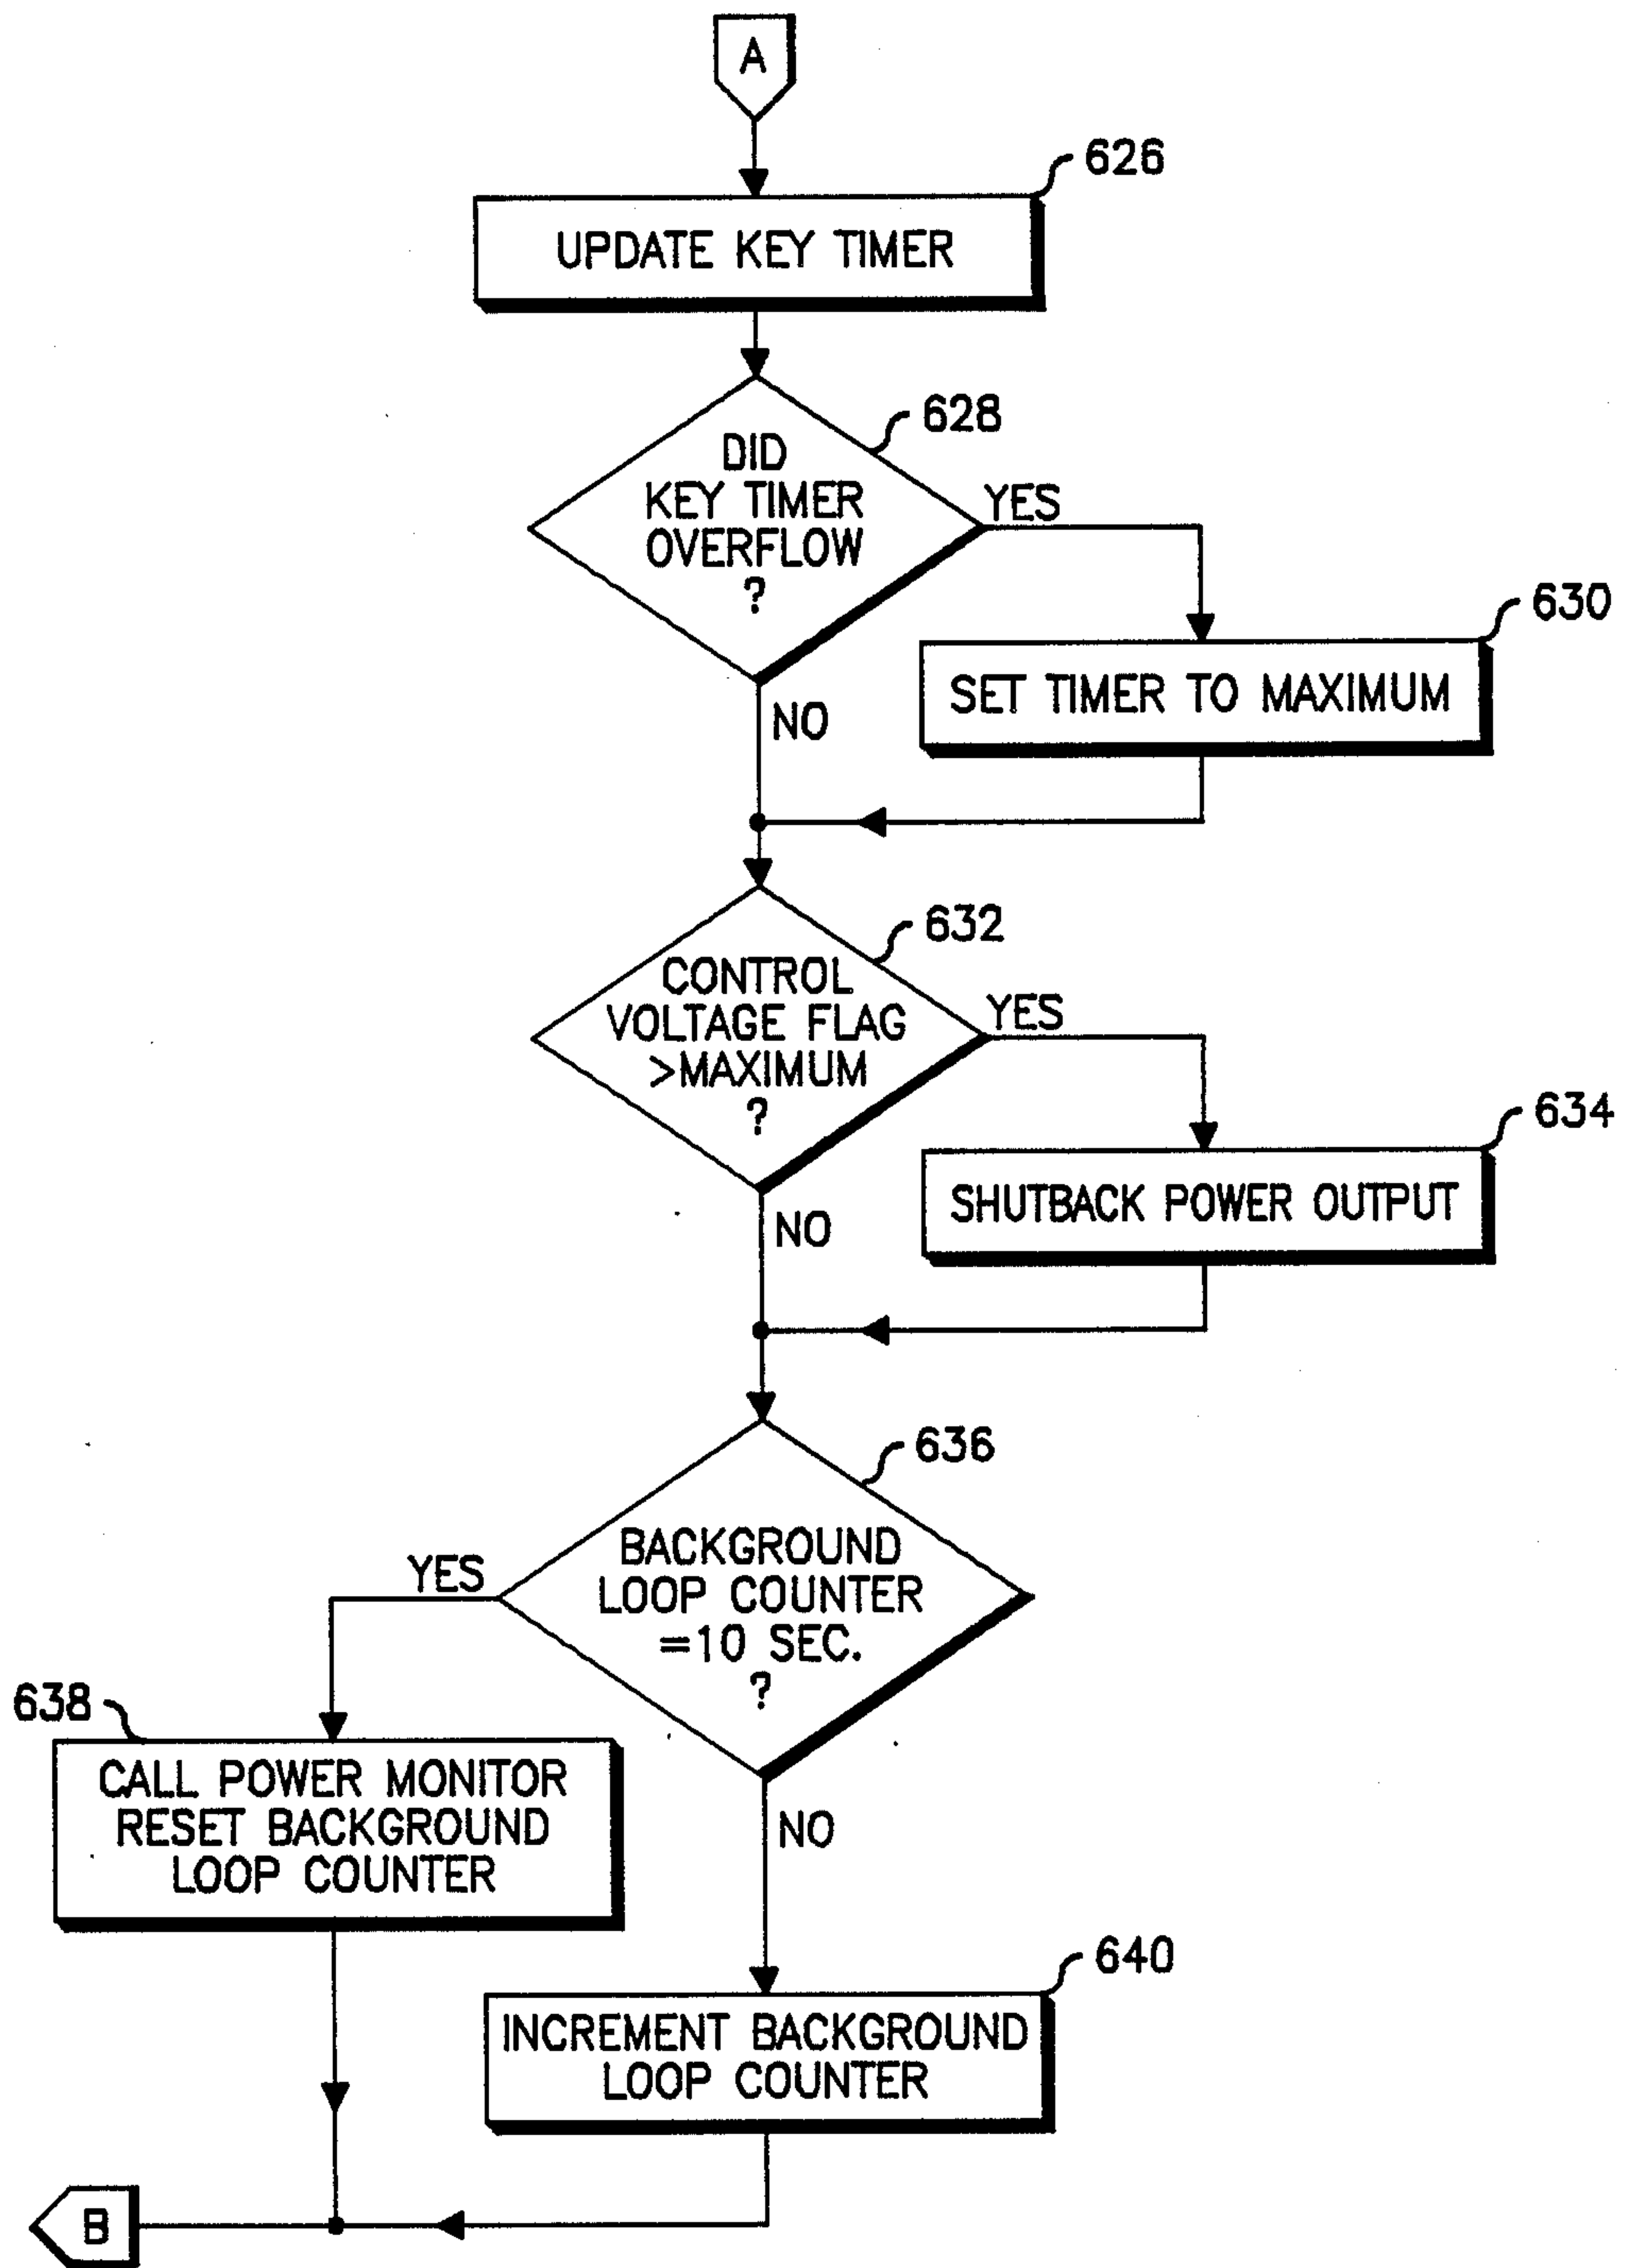 A
626
UPDATE KEY TIMER
628
DID
KEY TIMER
OVERFLOW
?
YES
630
SET TIMER TO MAXIMUM
NO
632
CONTROL
VOLTAGE FLAG
>MAXIMUM
?
YES
634
SHUTBACK POWER OUTPUT
NO
636
BACKGROUND
LOOP COUNTER
=10 SEC.
?
YES
638
CALL POWER MONITOR
RESET BACKGROUND
LOOP COUNTER
NO
640
INCREMENT BACKGROUND
LOOP COUNTER
B